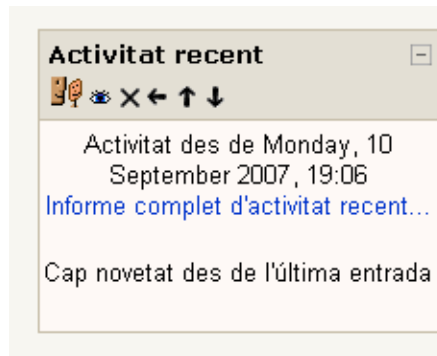 Activitat recent
Activitat des de Monday, 10
September 2007, 19:06
Informe complet d'activitat recent...
Cap novetat des de l'última entrada